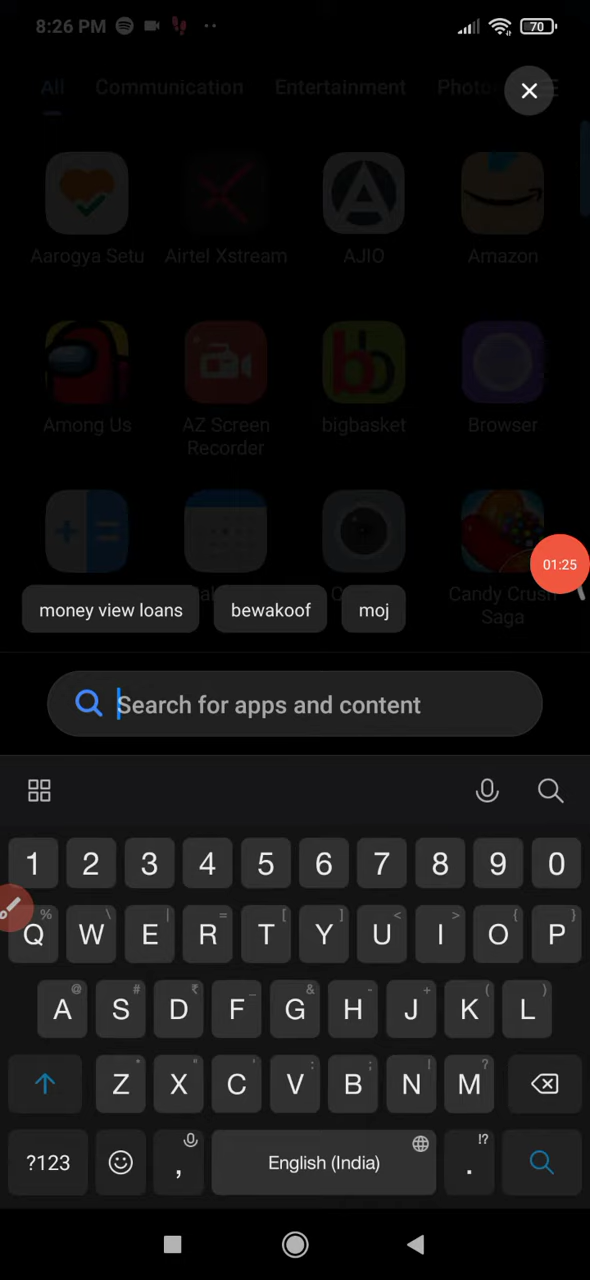 8:26 PM 70
All Communication Entertainment Photo
Aarogya Setu Airtel Xstream AJIO Amazon
Among Us AZ Screen Recorder bigbasket Browser
Candy Crush Saga
01:25
money view loans bewakoof moj
Search for apps and content
1 2 3 4 5 6 7 8 9 0
% \ | = [ ] < > { }
Q W E R T Y U I O P
@ # ₹ _ & - + ( )
A S D F G H J K L
* " ' : ; ! ?
Z X C V B N M
?123 , English (India) . !?